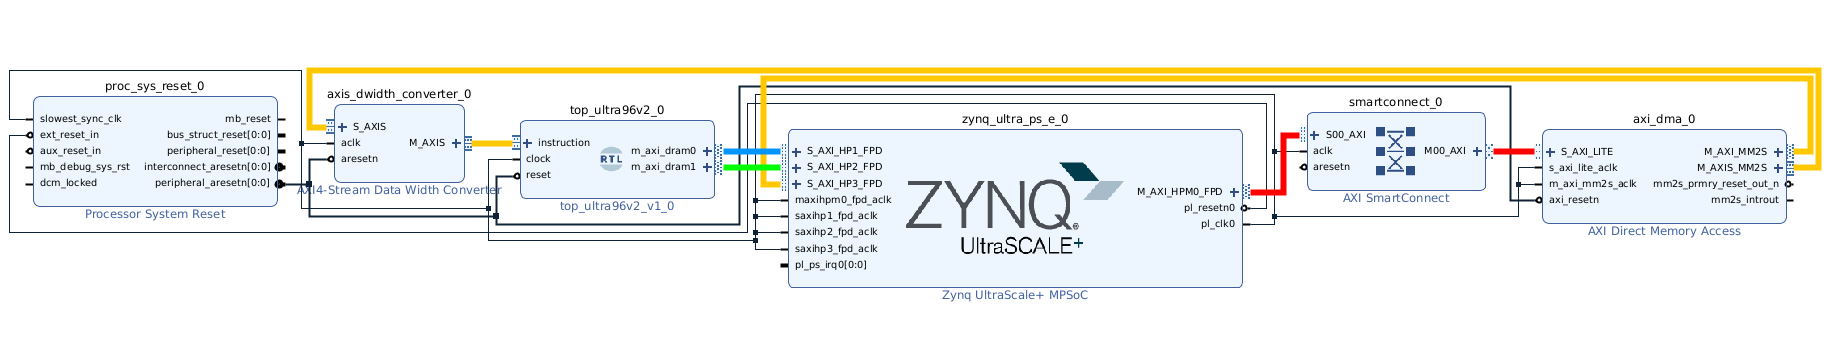 proc_sys_reset_0
slowest_sync_clk
ext_reset_in
aux_reset_in
mb_debug_sys_rst
dcm_locked
mb_reset
bus_struct_reset[0:0]
peripheral_reset[0:0]
interconnect_aresetn[0:0]
peripheral_aresetn[0:0]
Processor System Reset
axis_dwidth_converter_0
S_AXIS
aclk
aresetn
M_AXIS
AXI4-Stream Data Width Converter
top_ultra96v2_0
instruction
clock
reset
RTL
m_axi_dram0
m_axi_dram1
top_ultra96v2_v1_0
zynq_ultra_ps_e_0
S_AXI_HP1_FPD
S_AXI_HP2_FPD
S_AXI_HP3_FPD
maxihpm0_fpd_aclk
saxihp1_fpd_aclk
saxihp2_fpd_aclk
saxihp3_fpd_aclk
pl_ps_irq0[0:0]
ZYNQ®
UltraSCALE+
M_AXI_HPM0_FPD
pl_resetn0
pl_clk0
Zynq UltraScale+ MPSoC
smartconnect_0
S00_AXI
aclk
aresetn
M00_AXI
AXI SmartConnect
axi_dma_0
S_AXI_LITE
s_axi_lite_aclk
m_axi_mm2s_aclk
axi_resetn
M_AXI_MM2S
M_AXIS_MM2S
mm2s_prmry_reset_out_n
mm2s_introut
AXI Direct Memory Access